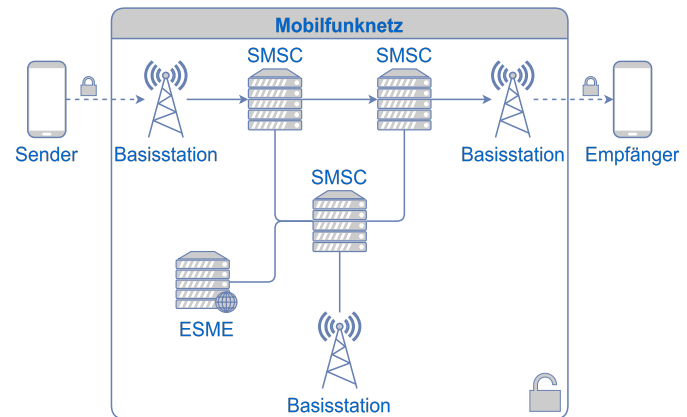 Mobilfunknetz
SMSC
SMSC
Sender
Basisstation
Basisstation
Empfänger
SMSC
ESME
Basisstation